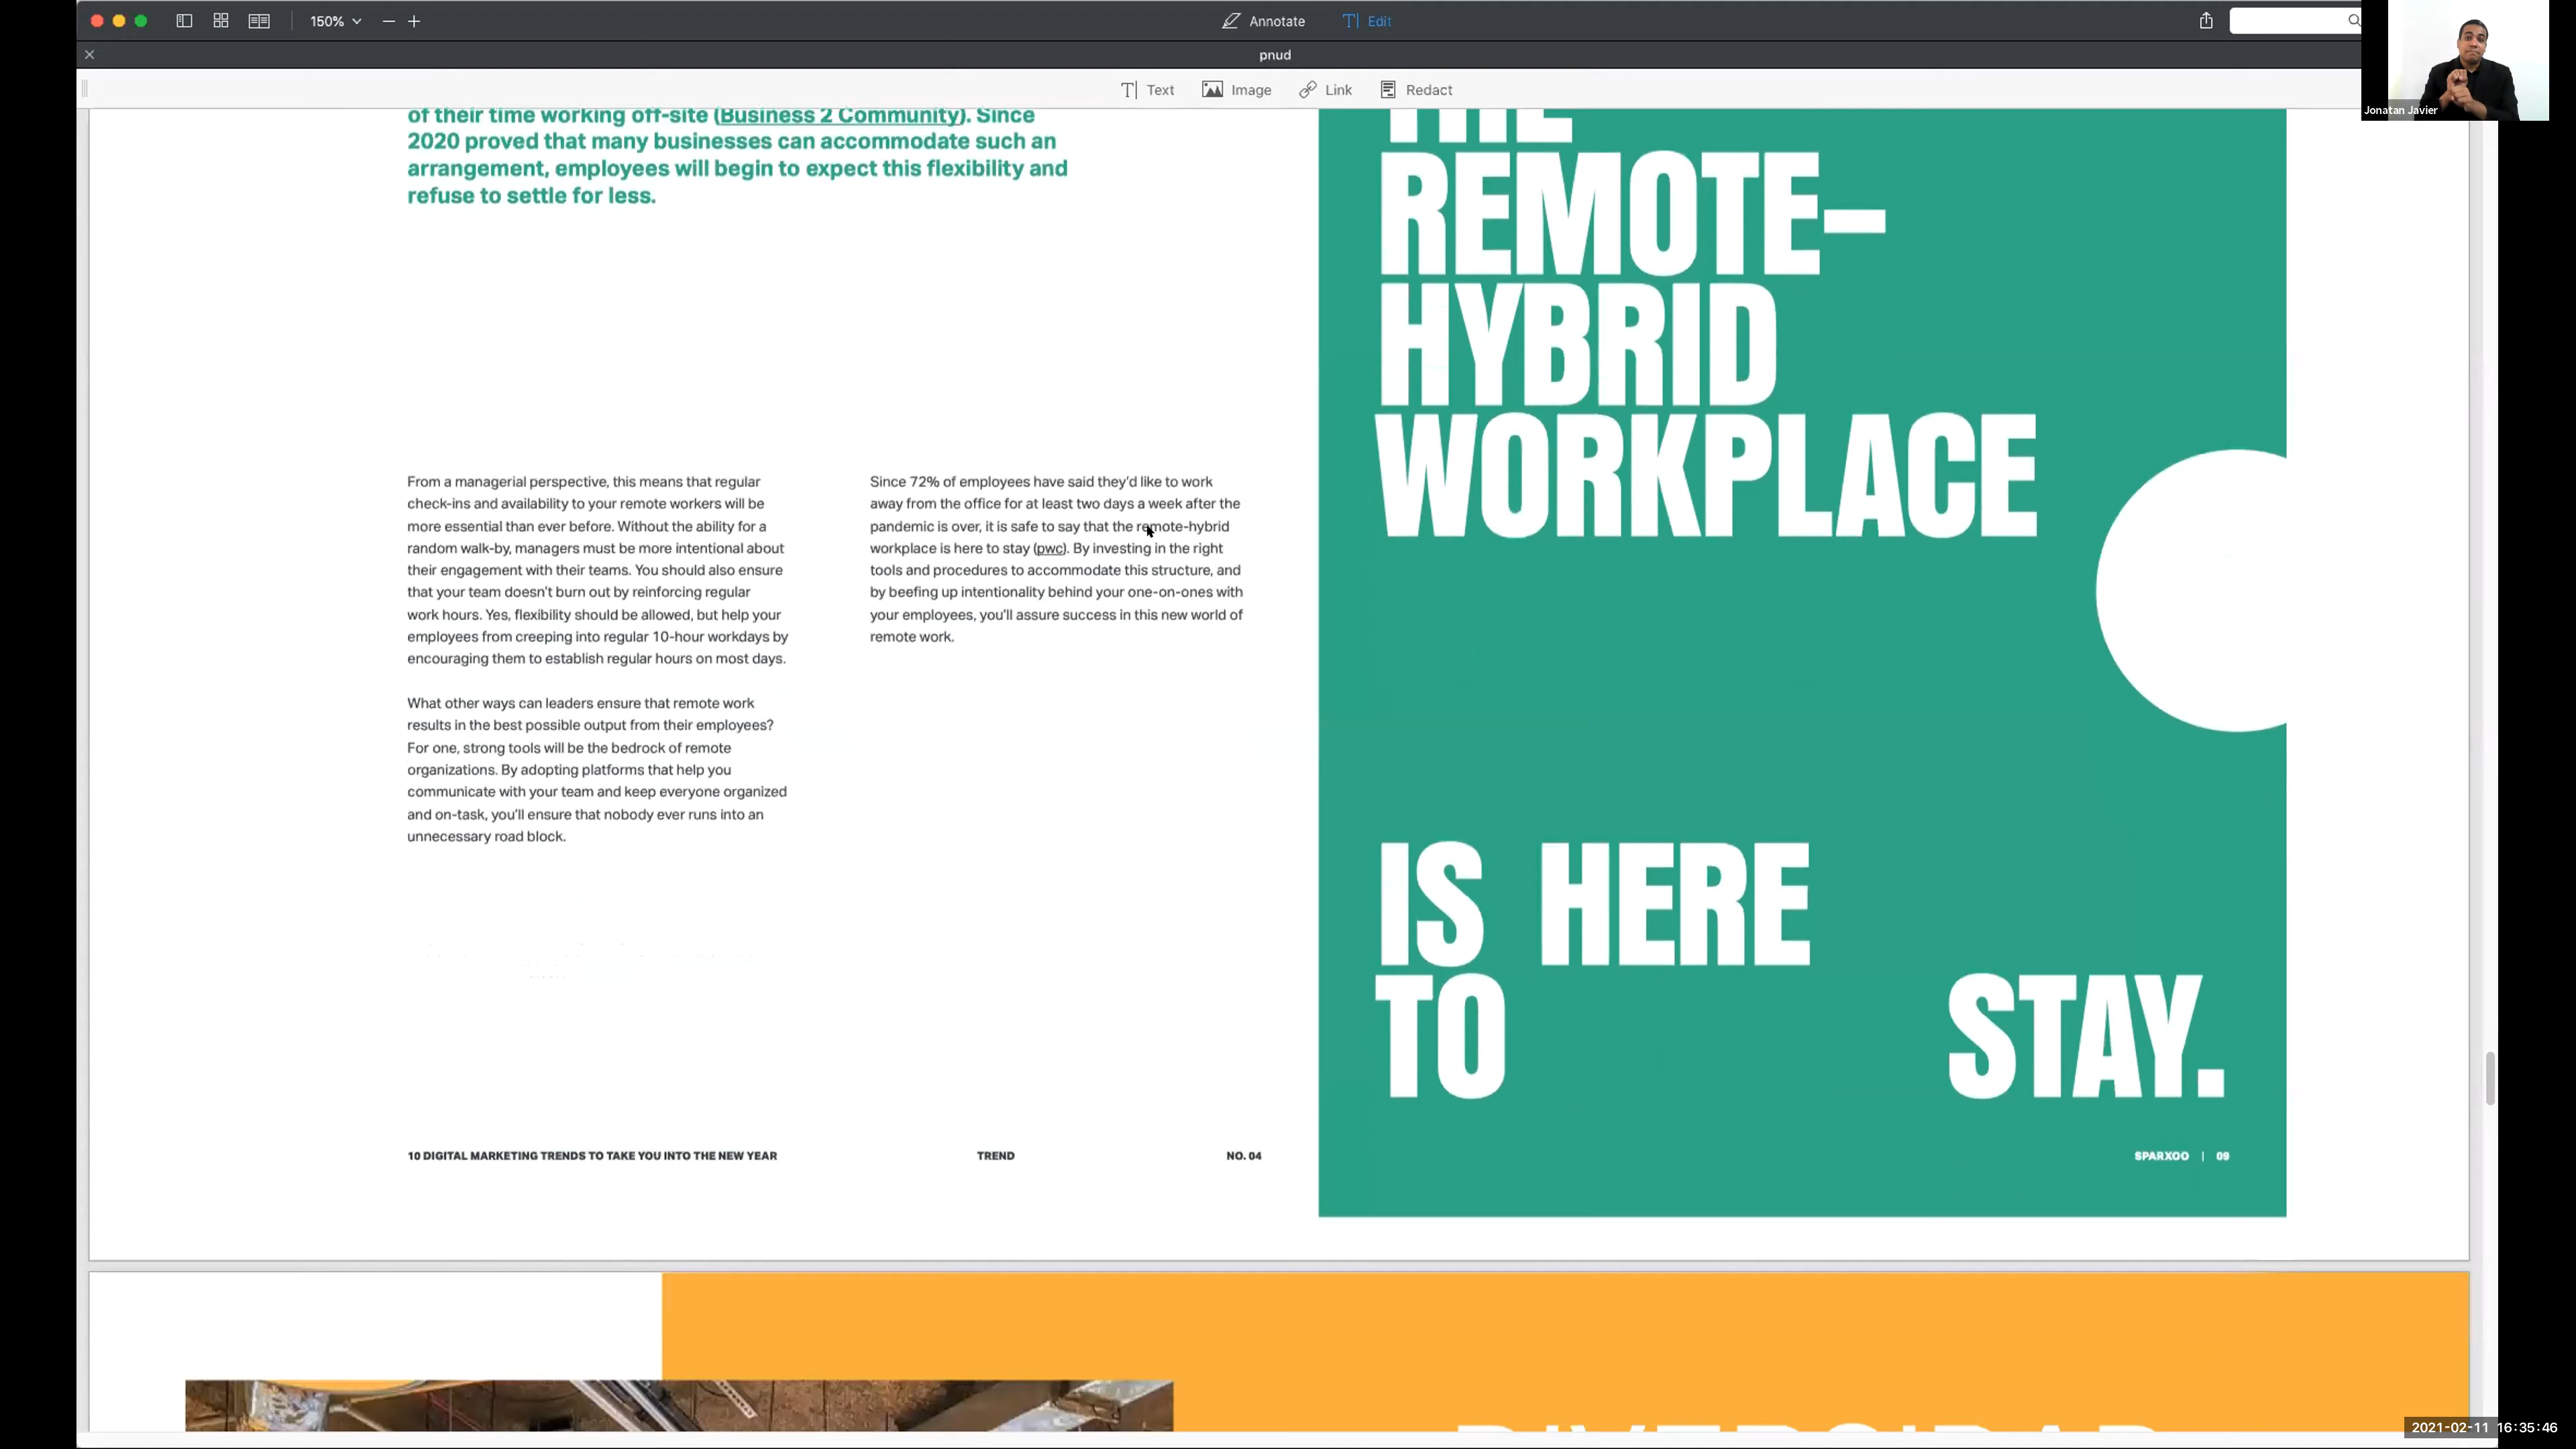 150%
Annotate
Edit
pnud
Text
Image
Link
Redact
Jonatan Javier
of their time working off-site (Business 2 Community). Since
2020 proved that many businesses can accommodate such an
arrangement, employees will begin to expect this flexibility and
refuse to settle for less.
From a managerial perspective, this means that regular
check-ins and availability to your remote workers will be
more essential than ever before. Without the ability for a
random walk-by, managers must be more intentional about
their engagement with their teams. You should also ensure
that your team doesn't burn out by reinforcing regular
work hours. Yes, flexibility should be allowed, but help your
employees from creeping into regular 10-hour workdays by
encouraging them to establish regular hours on most days.
What other ways can leaders ensure that remote work
results in the best possible output from their employees?
For one, strong tools will be the bedrock of remote
organizations. By adopting platforms that help you
communicate with your team and keep everyone organized
and on-task, you'll ensure that nobody ever runs into an
unnecessary road block.
Since 72% of employees have said they'd like to work
away from the office for at least two days a week after the
pandemic is over, it is safe to say that the remote-hybrid
workplace is here to stay (pwc). By investing in the right
tools and procedures to accommodate this structure, and
by beefing up intentionality behind your one-on-ones with
your employees, you'll assure success in this new world of
remote work.
THE
REMOTE–
HYBRID
WORKPLACE
IS HERE
TO STAY.
10 DIGITAL MARKETING TRENDS TO TAKE YOU INTO THE NEW YEAR
TREND
NO. 04
SPARXOO | 09
DIVERSIDAD
2021-02-11 16:35:46